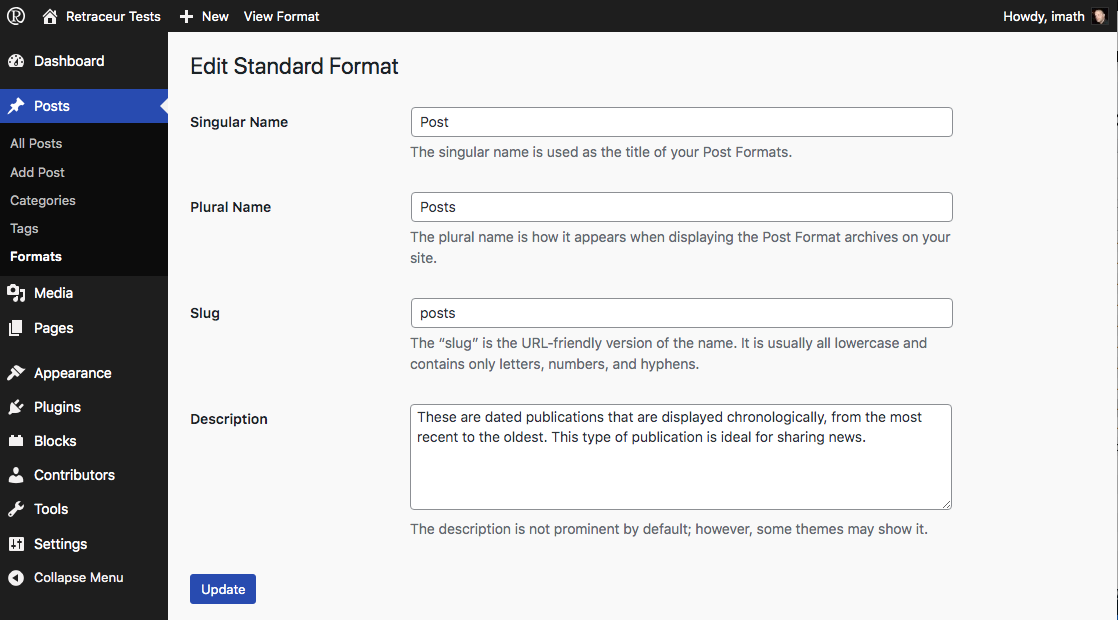 Retraceur Tests
New
View Format
Howdy, imath
Dashboard
Posts
All Posts
Add Post
Categories
Tags
Formats
Media
Pages
Appearance
Plugins
Blocks
Contributors
Tools
Settings
Collapse Menu
Edit Standard Format
Singular Name
Post
The singular name is used as the title of your Post Formats.
Plural Name
Posts
The plural name is how it appears when displaying the Post Format archives on your
site.
Slug
posts
The “slug” is the URL-friendly version of the name. It is usually all lowercase and
contains only letters, numbers, and hyphens.
Description
These are dated publications that are displayed chronologically, from the most
recent to the oldest. This type of publication is ideal for sharing news.
The description is not prominent by default; however, some themes may show it.
Update